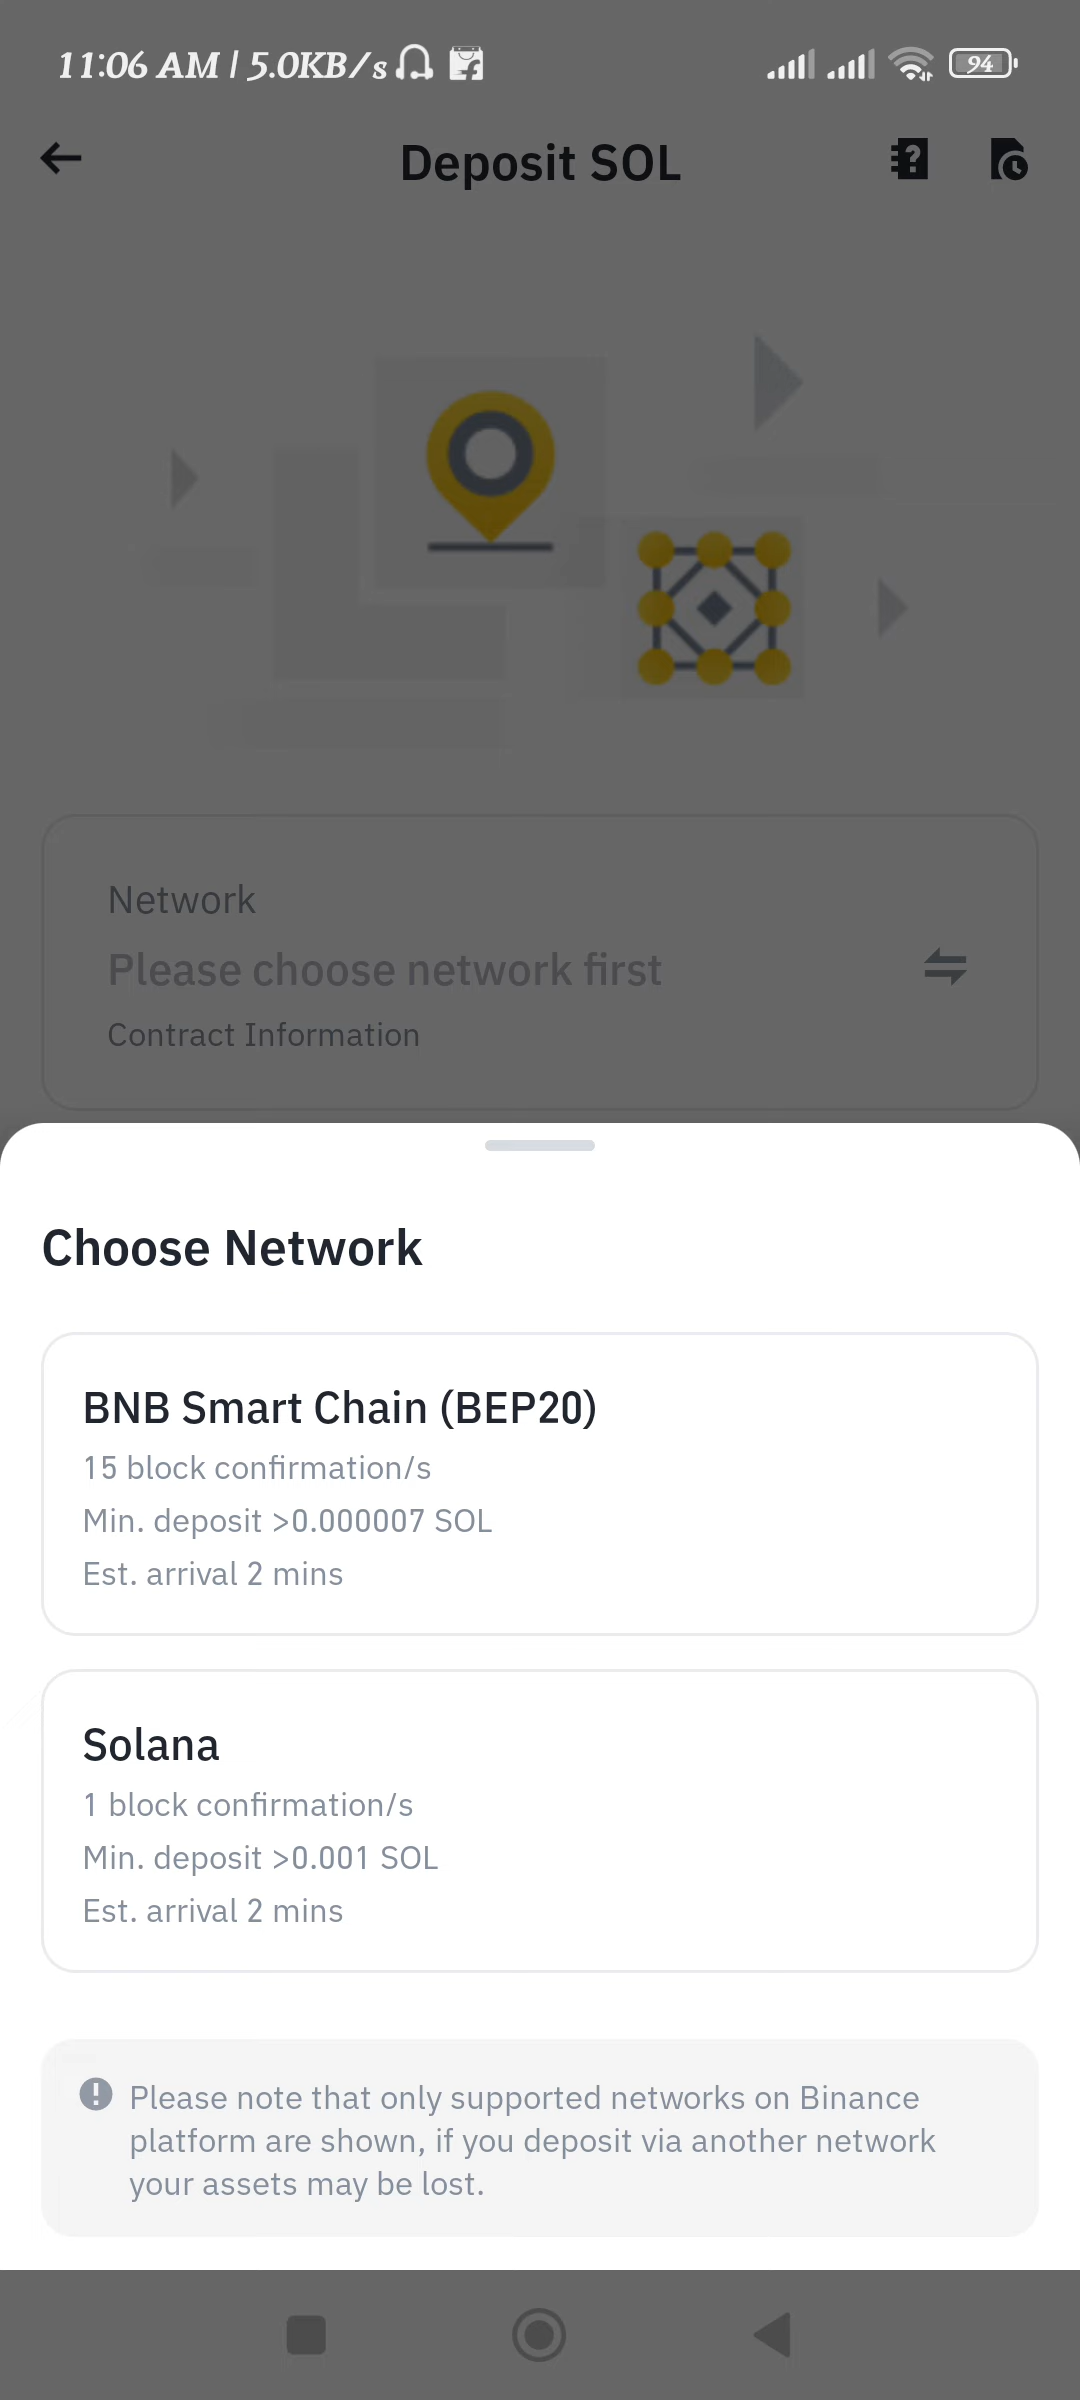 11:06 AM | 5.0KB/s
94
Deposit SOL
Network
Please choose network first
Contract Information
Choose Network
BNB Smart Chain (BEP20)
15 block confirmation/s
Min. deposit >0.000007 SOL
Est. arrival 2 mins
Solana
1 block confirmation/s
Min. deposit >0.001 SOL
Est. arrival 2 mins
Please note that only supported networks on Binance
platform are shown, if you deposit via another network
your assets may be lost.